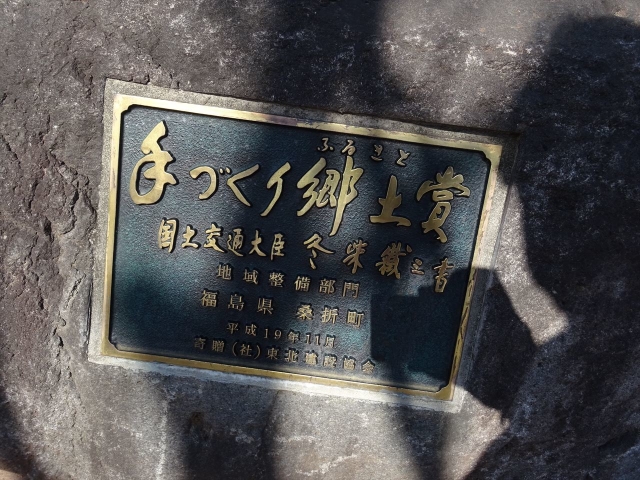 ふるさと
手づくり郷土賞
国土交通大臣 冬柴鐵三書
地域整備部門
福島県 桑折町
平成19年11月
寄贈(社)東北建設協会